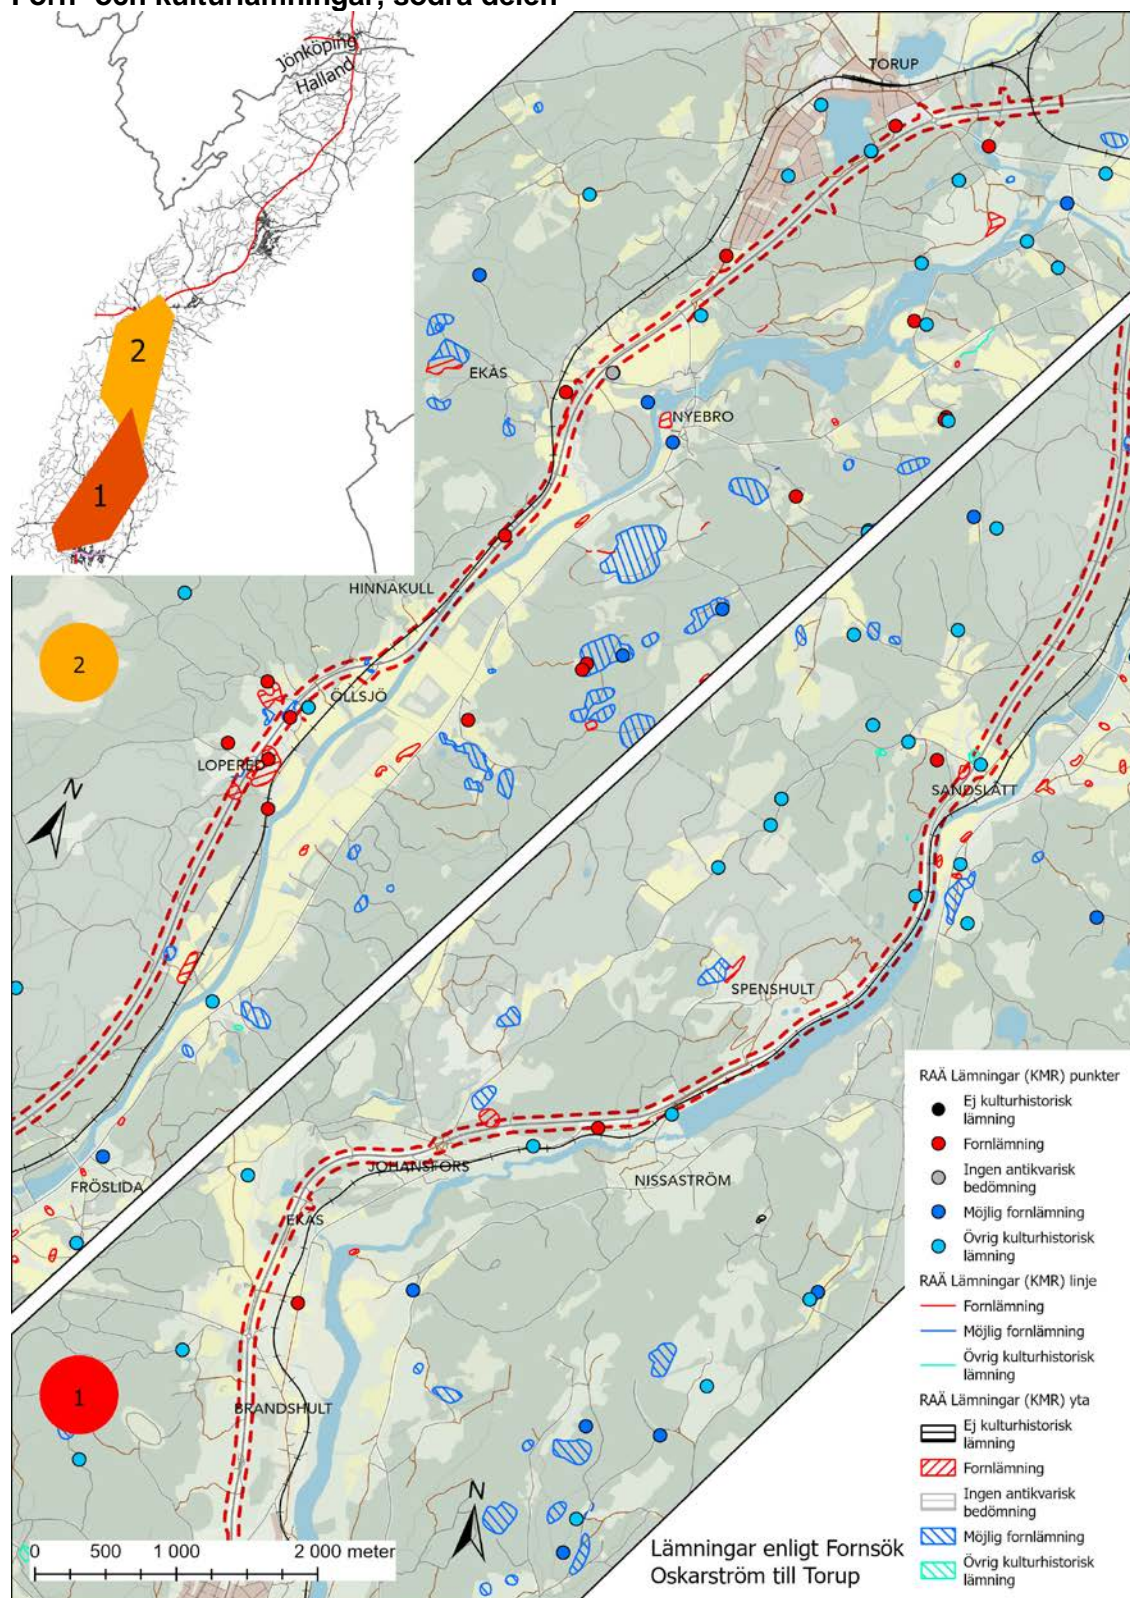 Forn- och kulturlämningar, södra delen
Jönköping
Halland
2
1
TORUP
EKÅS
NYEBRO
HINNAKULL
2
ÖLLSJÖ
LOPERED
N
SANDSLÄTT
SPENSHULT
JOHANSFORS
NISSASTRÖM
FRÖSLIDA
EKÅS
1
BRANDSHULT
N
0 500 1 000 2 000 meter
Lämningar enligt Fornsök
Oskarström till Torup
RAÄ Lämningar (KMR) punkter
Ej kulturhistorisk
lämning
Fornlämning
Ingen antikvarisk
bedömning
Möjlig fornlämning
Övrig kulturhistorisk
lämning
RAÄ Lämningar (KMR) linje
Fornlämning
Möjlig fornlämning
Övrig kulturhistorisk
lämning
RAÄ Lämningar (KMR) yta
Ej kulturhistorisk
lämning
Fornlämning
Ingen antikvarisk
bedömning
Möjlig fornlämning
Övrig kulturhistorisk
lämning